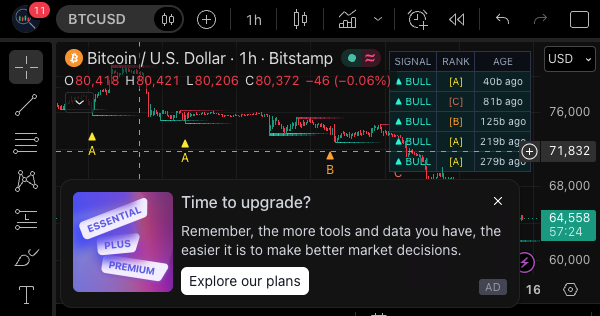 11
BTCUSD
1h
Bitcoin / U.S. Dollar · 1h · Bitstamp
O80,418 H80,421 L80,206 C80,372 −46 (−0.06%)
SIGNAL RANK AGE
▲ BULL [A] 40b ago
▲ BULL [C] 81b ago
▲ BULL [B] 125b ago
▲ BULL [A] 219b ago
▲ BULL [A] 279b ago
A
A
B
C
USD
76,000
71,832
68,000
64,558
57:24
60,000
16
ESSENTIAL
PLUS
PREMIUM
Time to upgrade?
Remember, the more tools and data you have, the
easier it is to make better market decisions.
Explore our plans
AD
T